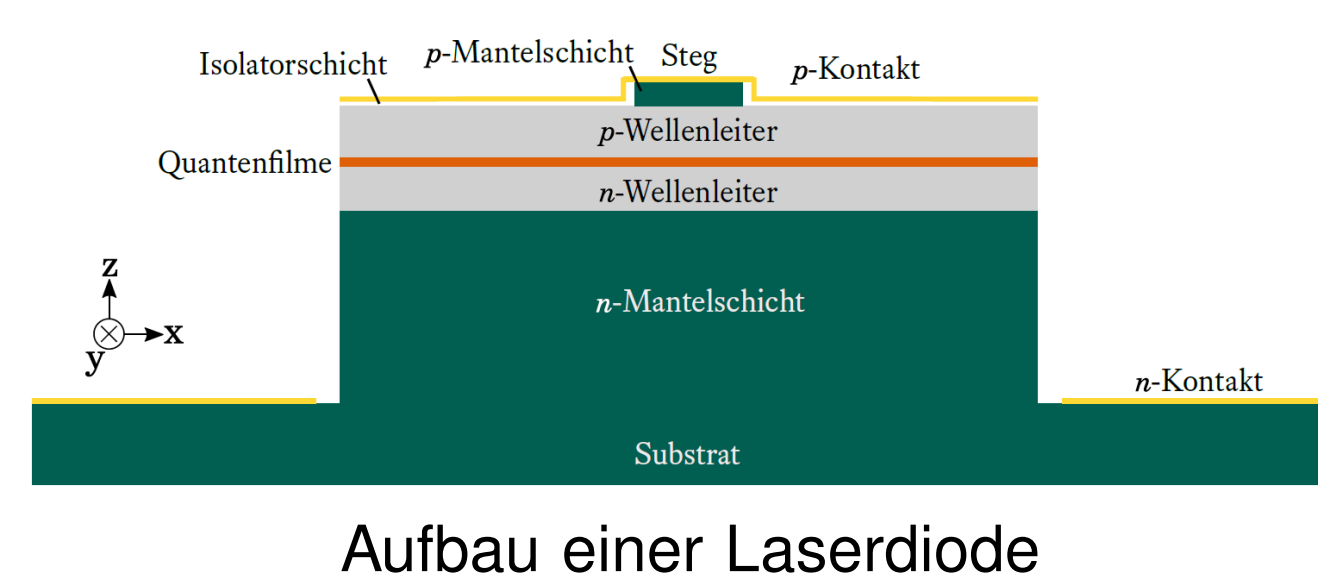 p-Mantelschicht
Steg
Isolatorschicht
p-Kontakt
p-Wellenleiter
Quantenfilme
n-Wellenleiter
z
n-Mantelschicht
x
y
n-Kontakt
Substrat
Aufbau einer Laserdiode